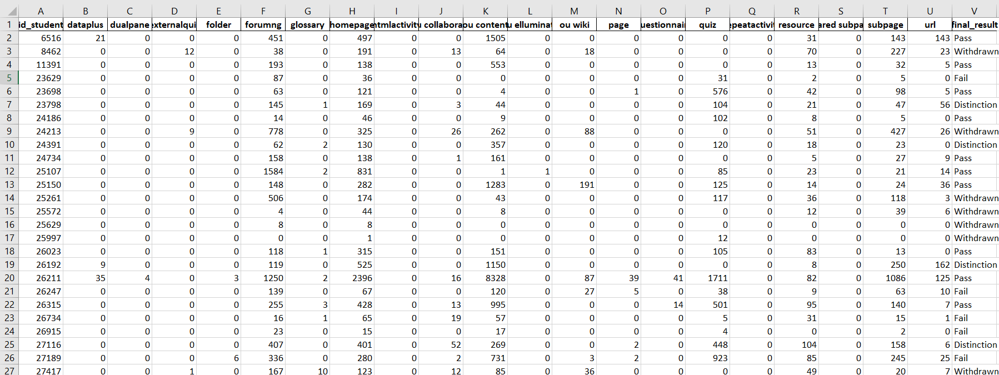 A B C D E F G H I J K L M N O P Q R S T U V
1 id_student dataplus dualpane externalqui folder forumng glossary homepage htmlactivity u collabora ou content u elluminat ou wiki page uestionnair quiz epeatactivit resource ared subpa subpage url final_result
2 6516 21 0 0 0 451 0 497 0 0 1505 0 0 0 0 0 0 31 0 143 143 Pass
3 8462 0 0 12 0 38 0 191 0 13 64 0 18 0 0 0 0 70 0 227 23 Withdrawn
4 11391 0 0 0 0 193 0 138 0 0 553 0 0 0 0 0 0 13 0 32 5 Pass
5 23629 0 0 0 0 87 0 36 0 0 0 0 0 0 0 31 0 2 0 5 0 Fail
6 23698 0 0 0 0 63 0 121 0 0 4 0 0 1 0 576 0 42 0 98 5 Pass
7 23798 0 0 0 0 145 1 169 0 3 44 0 0 0 0 104 0 21 0 47 56 Distinction
8 24186 0 0 0 0 14 0 46 0 0 9 0 0 0 0 102 0 8 0 5 0 Pass
9 24213 0 0 9 0 778 0 325 0 26 262 0 88 0 0 0 0 51 0 427 26 Withdrawn
10 24391 0 0 0 0 62 2 130 0 0 357 0 0 0 0 120 0 18 0 23 0 Distinction
11 24734 0 0 0 0 158 0 138 0 1 161 0 0 0 0 0 0 5 0 27 9 Pass
12 25107 0 0 0 0 1584 2 831 0 0 1 1 0 0 0 85 0 23 0 21 14 Pass
13 25150 0 0 0 0 148 0 282 0 0 1283 0 191 0 0 125 0 14 0 24 36 Pass
14 25261 0 0 0 0 506 0 174 0 0 43 0 0 0 0 117 0 36 0 118 3 Withdrawn
15 25572 0 0 0 0 4 0 44 0 0 8 0 0 0 0 0 0 12 0 39 6 Withdrawn
16 25629 0 0 0 0 8 0 8 0 0 0 0 0 0 0 0 0 0 0 0 0 Withdrawn
17 25997 0 0 0 0 0 0 1 0 0 0 0 0 0 0 12 0 0 0 0 0 Withdrawn
18 26023 0 0 0 0 118 1 315 0 0 151 0 0 0 0 105 0 83 0 13 0 Pass
19 26192 9 0 0 0 119 0 525 0 0 1150 0 0 0 0 0 0 8 0 250 162 Distinction
20 26211 35 4 0 3 1250 2 2396 0 16 8328 0 87 39 41 1711 0 82 0 1086 125 Pass
21 26247 0 0 0 0 139 0 67 0 0 120 0 27 5 0 38 0 9 0 63 10 Fail
22 26315 0 0 0 0 255 3 428 0 13 995 0 0 0 14 501 0 95 0 140 7 Pass
23 26734 0 0 0 0 16 1 65 0 19 57 0 0 0 0 5 0 31 0 15 1 Fail
24 26915 0 0 0 0 23 0 15 0 0 17 0 0 0 0 4 0 0 0 2 0 Fail
25 27116 0 0 0 0 407 0 401 0 52 269 0 0 2 0 448 0 104 0 158 6 Distinction
26 27189 0 0 0 6 336 0 280 0 2 731 0 3 2 0 923 0 85 0 245 25 Fail
27 27417 0 0 1 0 167 10 123 0 12 85 0 36 0 0 0 0 49 0 20 7 Withdrawn